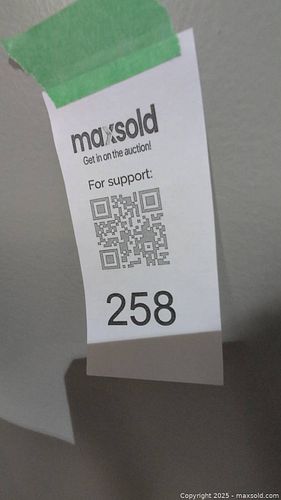 maxsold
Get in on the auction!
For support:
258
Copyright © 2025 - maxsold.com